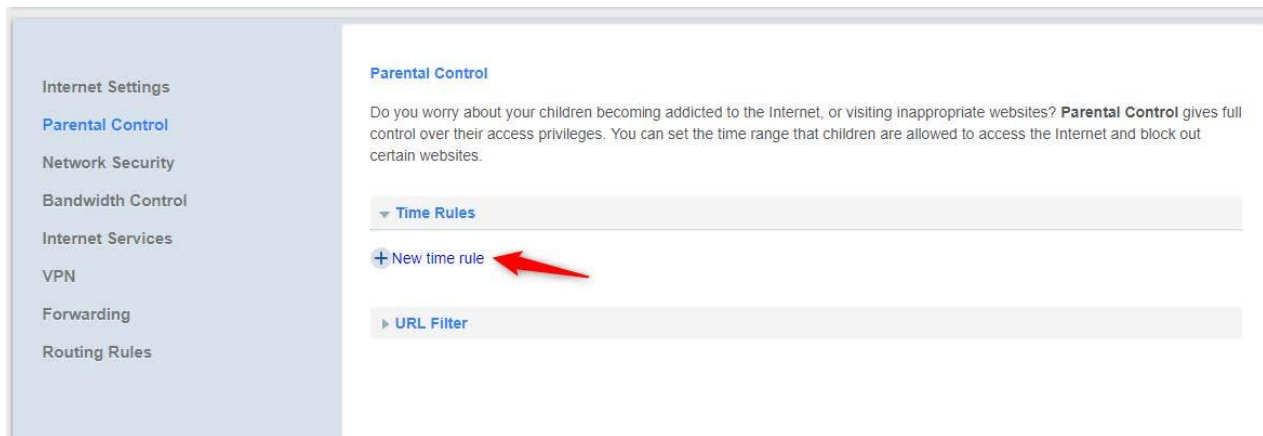 Internet Settings
Parental Control
Network Security
Bandwidth Control
Internet Services
VPN
Forwarding
Routing Rules
Parental Control
Do you worry about your children becoming addicted to the Internet, or visiting inappropriate websites? Parental Control gives full
control over their access privileges. You can set the time range that children are allowed to access the Internet and block out
certain websites.
Time Rules
New time rule
URL Filter